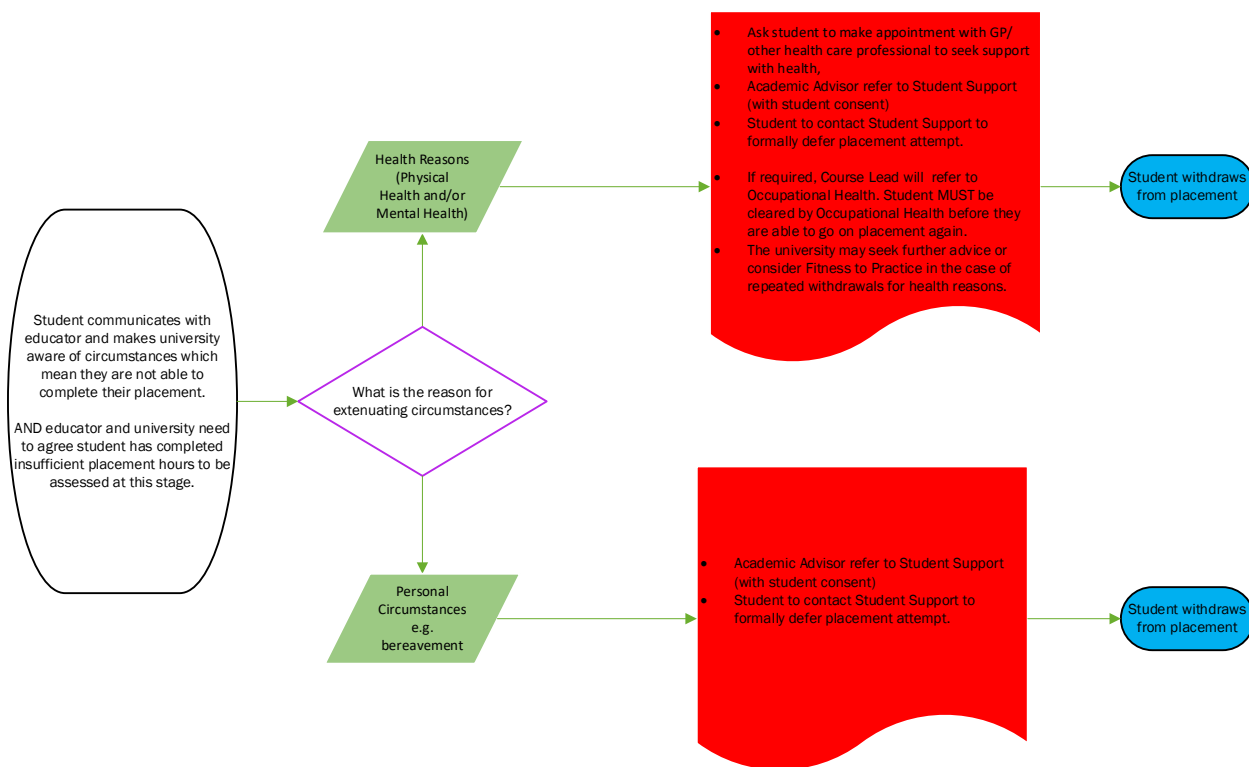 Student communicates with
educator and makes university
aware of circumstances which
mean they are not able to
complete their placement.
AND educator and university need
to agree student has completed
insufficient placement hours to be
assessed at this stage.
What is the reason for
extenuating circumstances?
Health Reasons
(Physical
Health and/or
Mental Health)
• Ask student to make appointment with GP/
other health care professional to seek support
with health,
• Academic Advisor refer to Student Support
(with student consent)
• Student to contact Student Support to
formally defer placement attempt.
• If required, Course Lead will  refer to
Occupational Health. Student MUST be
cleared by Occupational Health before they
are able to go on placement again.
• The university may seek further advice or
consider Fitness to Practice in the case of
repeated withdrawals for health reasons.
Student withdraws
from placement
Personal
Circumstances
e.g.
bereavement
• Academic Advisor refer to Student Support
(with student consent)
• Student to contact Student Support to
formally defer placement attempt.
Student withdraws
from placement